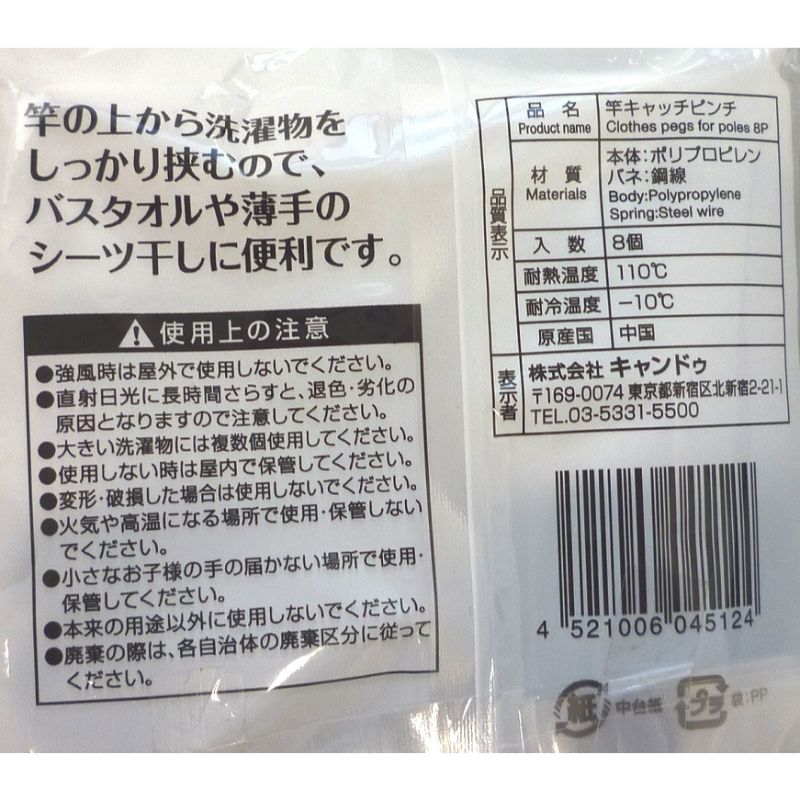 竿の上から洗濯物を
しっかり挟むので、
バスタオルや薄手の
シーツ干しに便利です。
使用上の注意
●強風時は屋外で使用しないでください。
●直射日光に長時間さらすと、退色・劣化の
原因となりますので注意してください。
●大きい洗濯物には複数個使用してください。
●使用しない時は屋内で保管してください。
●変形・破損した場合は使用しないでください。
●火気や高温になる場所で使用・保管しない
でください。
●小さなお子様の手の届かない場所で使用・
保管してください。
●本来の用途以外に使用しないでください。
●廃棄の際は、各自治体の廃棄区分に従って
ください。
品質表示
品名 竿キャッチピンチ
Product name Clothes pegs for poles 8P
材質 本体:ポリプロピレン
バネ:鋼線
Materials Body:Polypropylene
Spring:Steel wire
入数 8個
耐熱温度 110℃
耐冷温度 −10℃
原産国 中国
表示者
株式会社 キャンドゥ
〒169-0074 東京都新宿区北新宿2-21-1
TEL.03-5331-5500
4 521006 045124
紙 中台紙 プラ 袋:PP